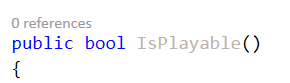 0 references
public bool IsPlayable()
{